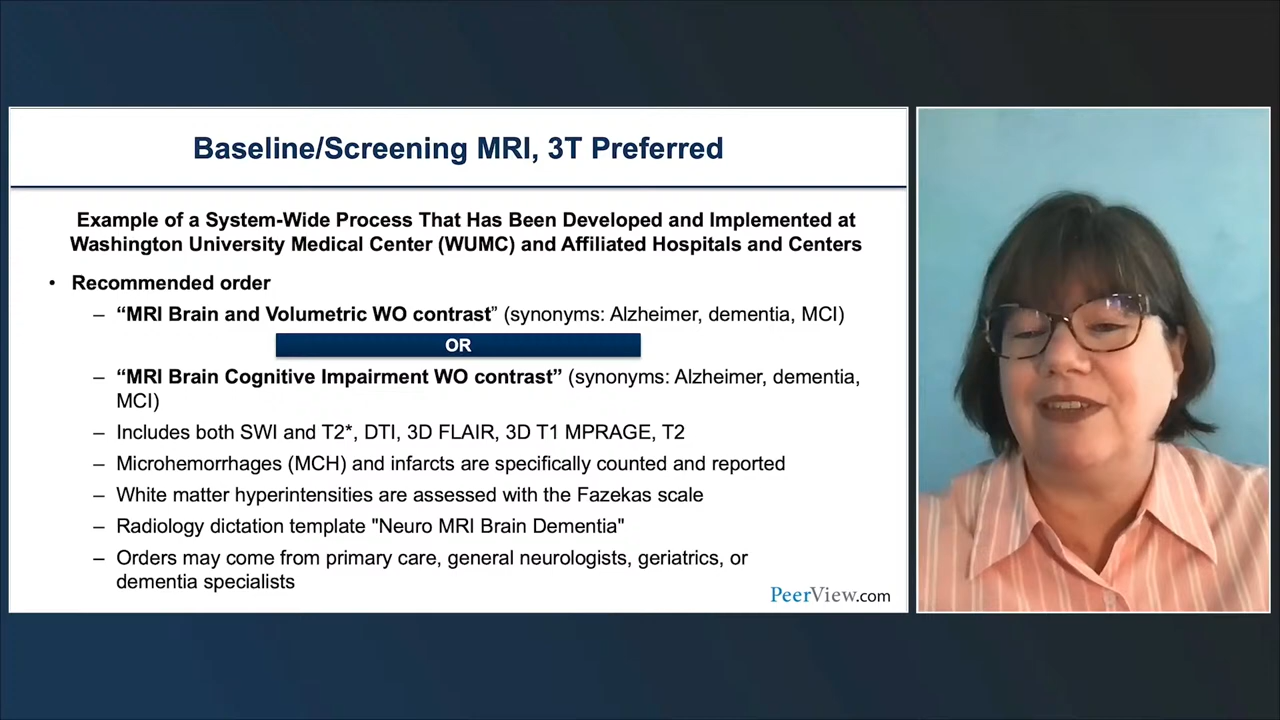 Baseline/Screening MRI, 3T Preferred
Example of a System-Wide Process That Has Been Developed and Implemented at
Washington University Medical Center (WUMC) and Affiliated Hospitals and Centers
• Recommended order
– “MRI Brain and Volumetric WO contrast” (synonyms: Alzheimer, dementia, MCI)
OR
– “MRI Brain Cognitive Impairment WO contrast” (synonyms: Alzheimer, dementia,
MCI)
– Includes both SWI and T2*, DTI, 3D FLAIR, 3D T1 MPRAGE, T2
– Microhemorrhages (MCH) and infarcts are specifically counted and reported
– White matter hyperintensities are assessed with the Fazekas scale
– Radiology dictation template "Neuro MRI Brain Dementia"
– Orders may come from primary care, general neurologists, geriatrics, or
dementia specialists
PeerView.com